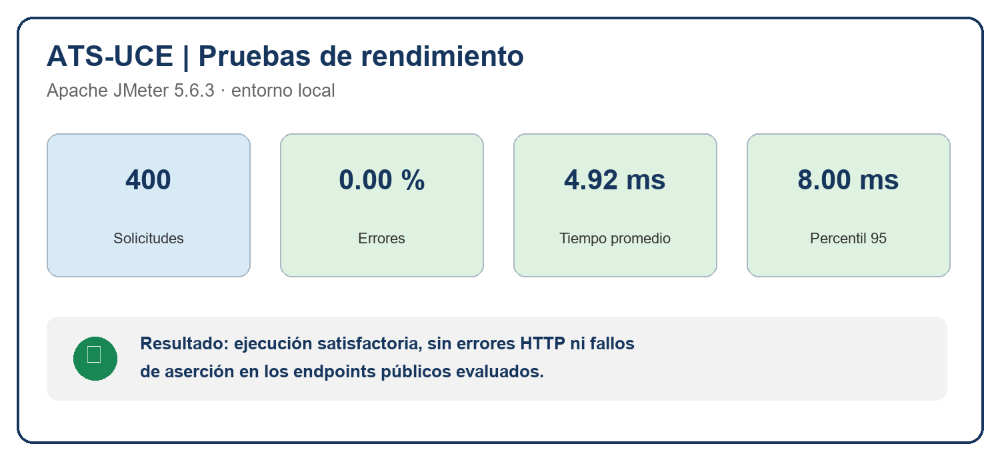 ATS-UCE | Pruebas de rendimiento
Apache JMeter 5.6.3 · entorno local
400
Solicitudes
0.00 %
Errores
4.92 ms
Tiempo promedio
8.00 ms
Percentil 95
Resultado: ejecución satisfactoria, sin errores HTTP ni fallos
de aserción en los endpoints públicos evaluados.